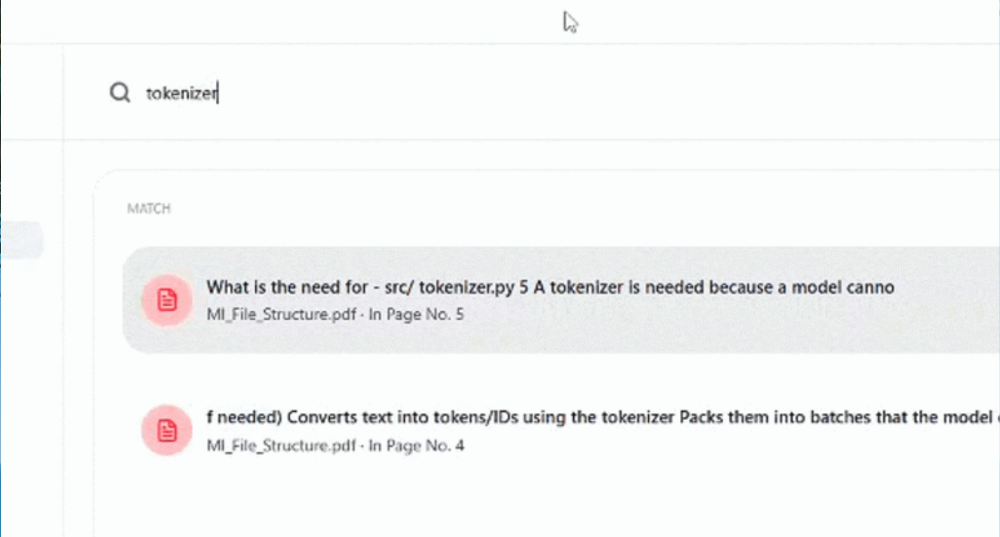 tokenizer
MATCH
What is the need for - src/ tokenizer.py 5 A tokenizer is needed because a model canno
Ml_File_Structure.pdf · In Page No. 5
f needed) Converts text into tokens/IDs using the tokenizer Packs them into batches that the model
Ml_File_Structure.pdf · In Page No. 4